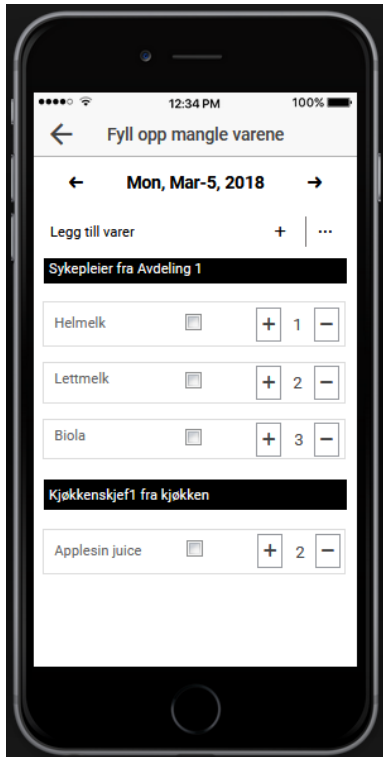 12:34 PM 100%
Fyll opp mangle varene
Mon, Mar-5, 2018
Legg till varer + ...
Sykepleier fra Avdeling 1
Helmelk + 1 −
Lettmelk + 2 −
Biola + 3 −
Kjøkkenskjef1 fra kjøkken
Applesin juice + 2 −